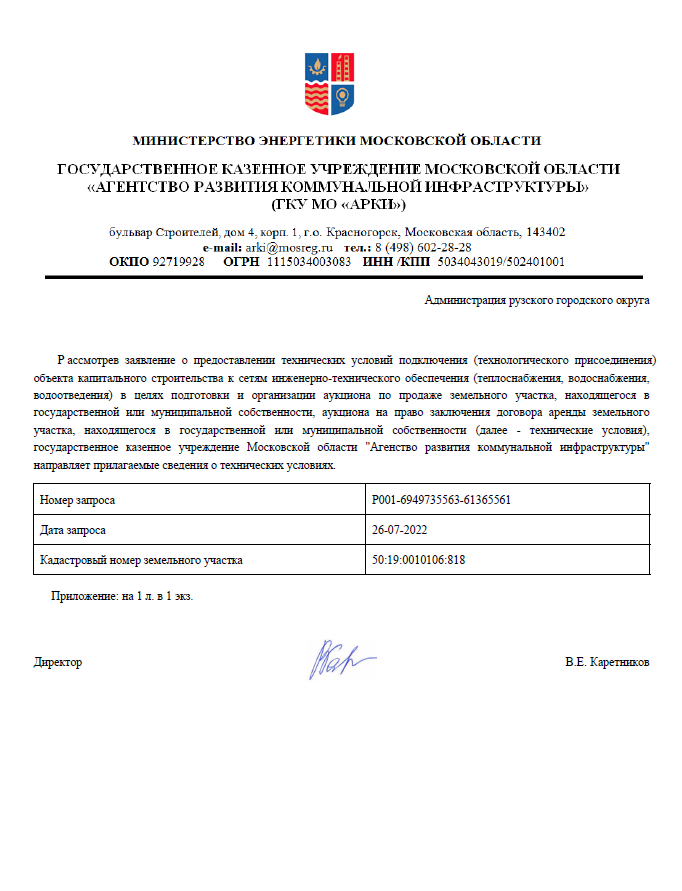 МИНИСТЕРСТВО ЭНЕРГЕТИКИ МОСКОВСКОЙ ОБЛАСТИ
ГОСУДАРСТВЕННОЕ КАЗЕННОЕ УЧРЕЖДЕНИЕ МОСКОВСКОЙ ОБЛАСТИ
«АГЕНТСТВО РАЗВИТИЯ КОММУНАЛЬНОЙ ИНФРАСТРУКТУРЫ»
(ГКУ МО «АРКИ»)
бульвар Строителей, дом 4, корп. 1, г.о. Красногорск, Московская область, 143402
e-mail: arki@mosreg.ru тел.: 8 (498) 602-28-28
ОКПО 92719928 ОГРН 1115034003083 ИНН /КПП 5034043019/502401001
Администрация рузского городского округа
Р ассмотрев заявление о предоставлении технических условий подключения (технологического присоединения)
объекта капитального строительства к сетям инженерно-технического обеспечения (теплоснабжения, водоснабжения,
водоотведения) в целях подготовки и организации аукциона по продаже земельного участка, находящегося в
государственной или муниципальной собственности, аукциона на право заключения договора аренды земельного
участка, находящегося в государственной или муниципальной собственности (далее - технические условия),
государственное казенное учреждение Московской области "Агенство развития коммунальной инфраструктуры"
направляет прилагаемые сведения о технических условиях.
Номер запроса P001-6949735563-61365561
Дата запроса 26-07-2022
Кадастровый номер земельного участка 50:19:0010106:818
Приложение: на 1 л. в 1 экз.
Директор В.Е. Каретников